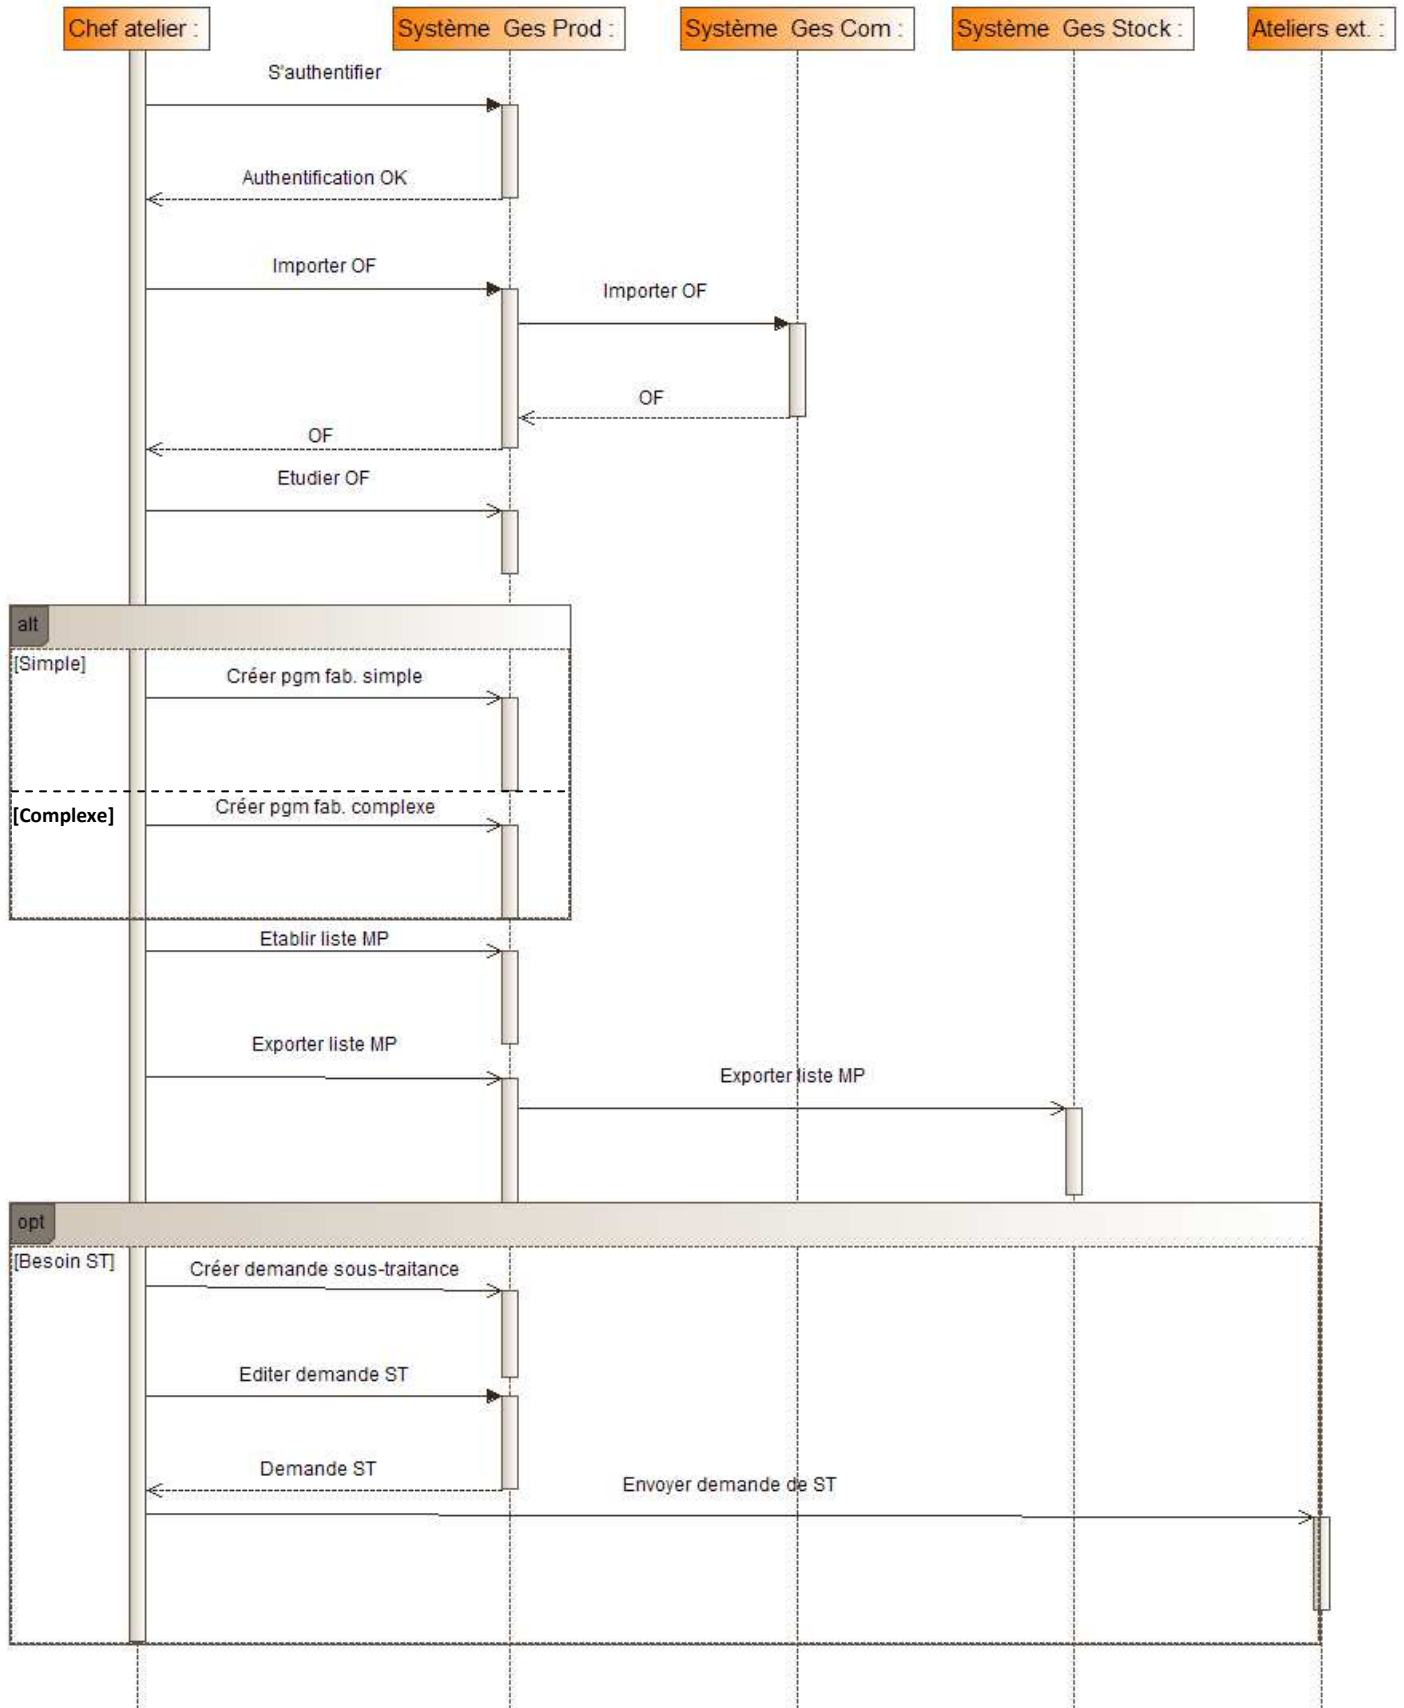 Chef atelier :
Système Ges Prod :
Système Ges Com :
Système Ges Stock :
Ateliers ext. :
S'authentifier
Authentification OK
Importer OF
Importer OF
OF
OF
Etudier OF
alt
[Simple]
Créer pgm fab. simple
[Complexe]
Créer pgm fab. complexe
Etablir liste MP
Exporter liste MP
Exporter liste MP
opt
[Besoin ST]
Créer demande sous-traitance
Editer demande ST
Demande ST
Envoyer demande de ST